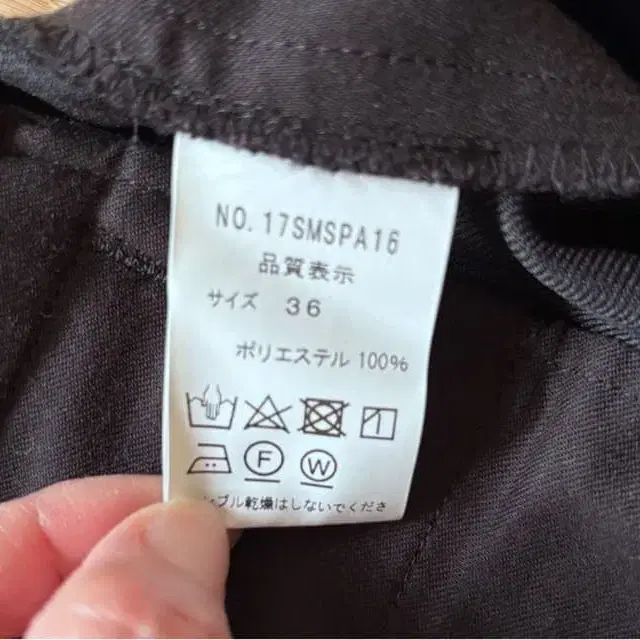 NO. 17SMSPA16
品質表示
サイズ 36
ポリエステル 100%
F W
ンブル乾燥はしないでくださ